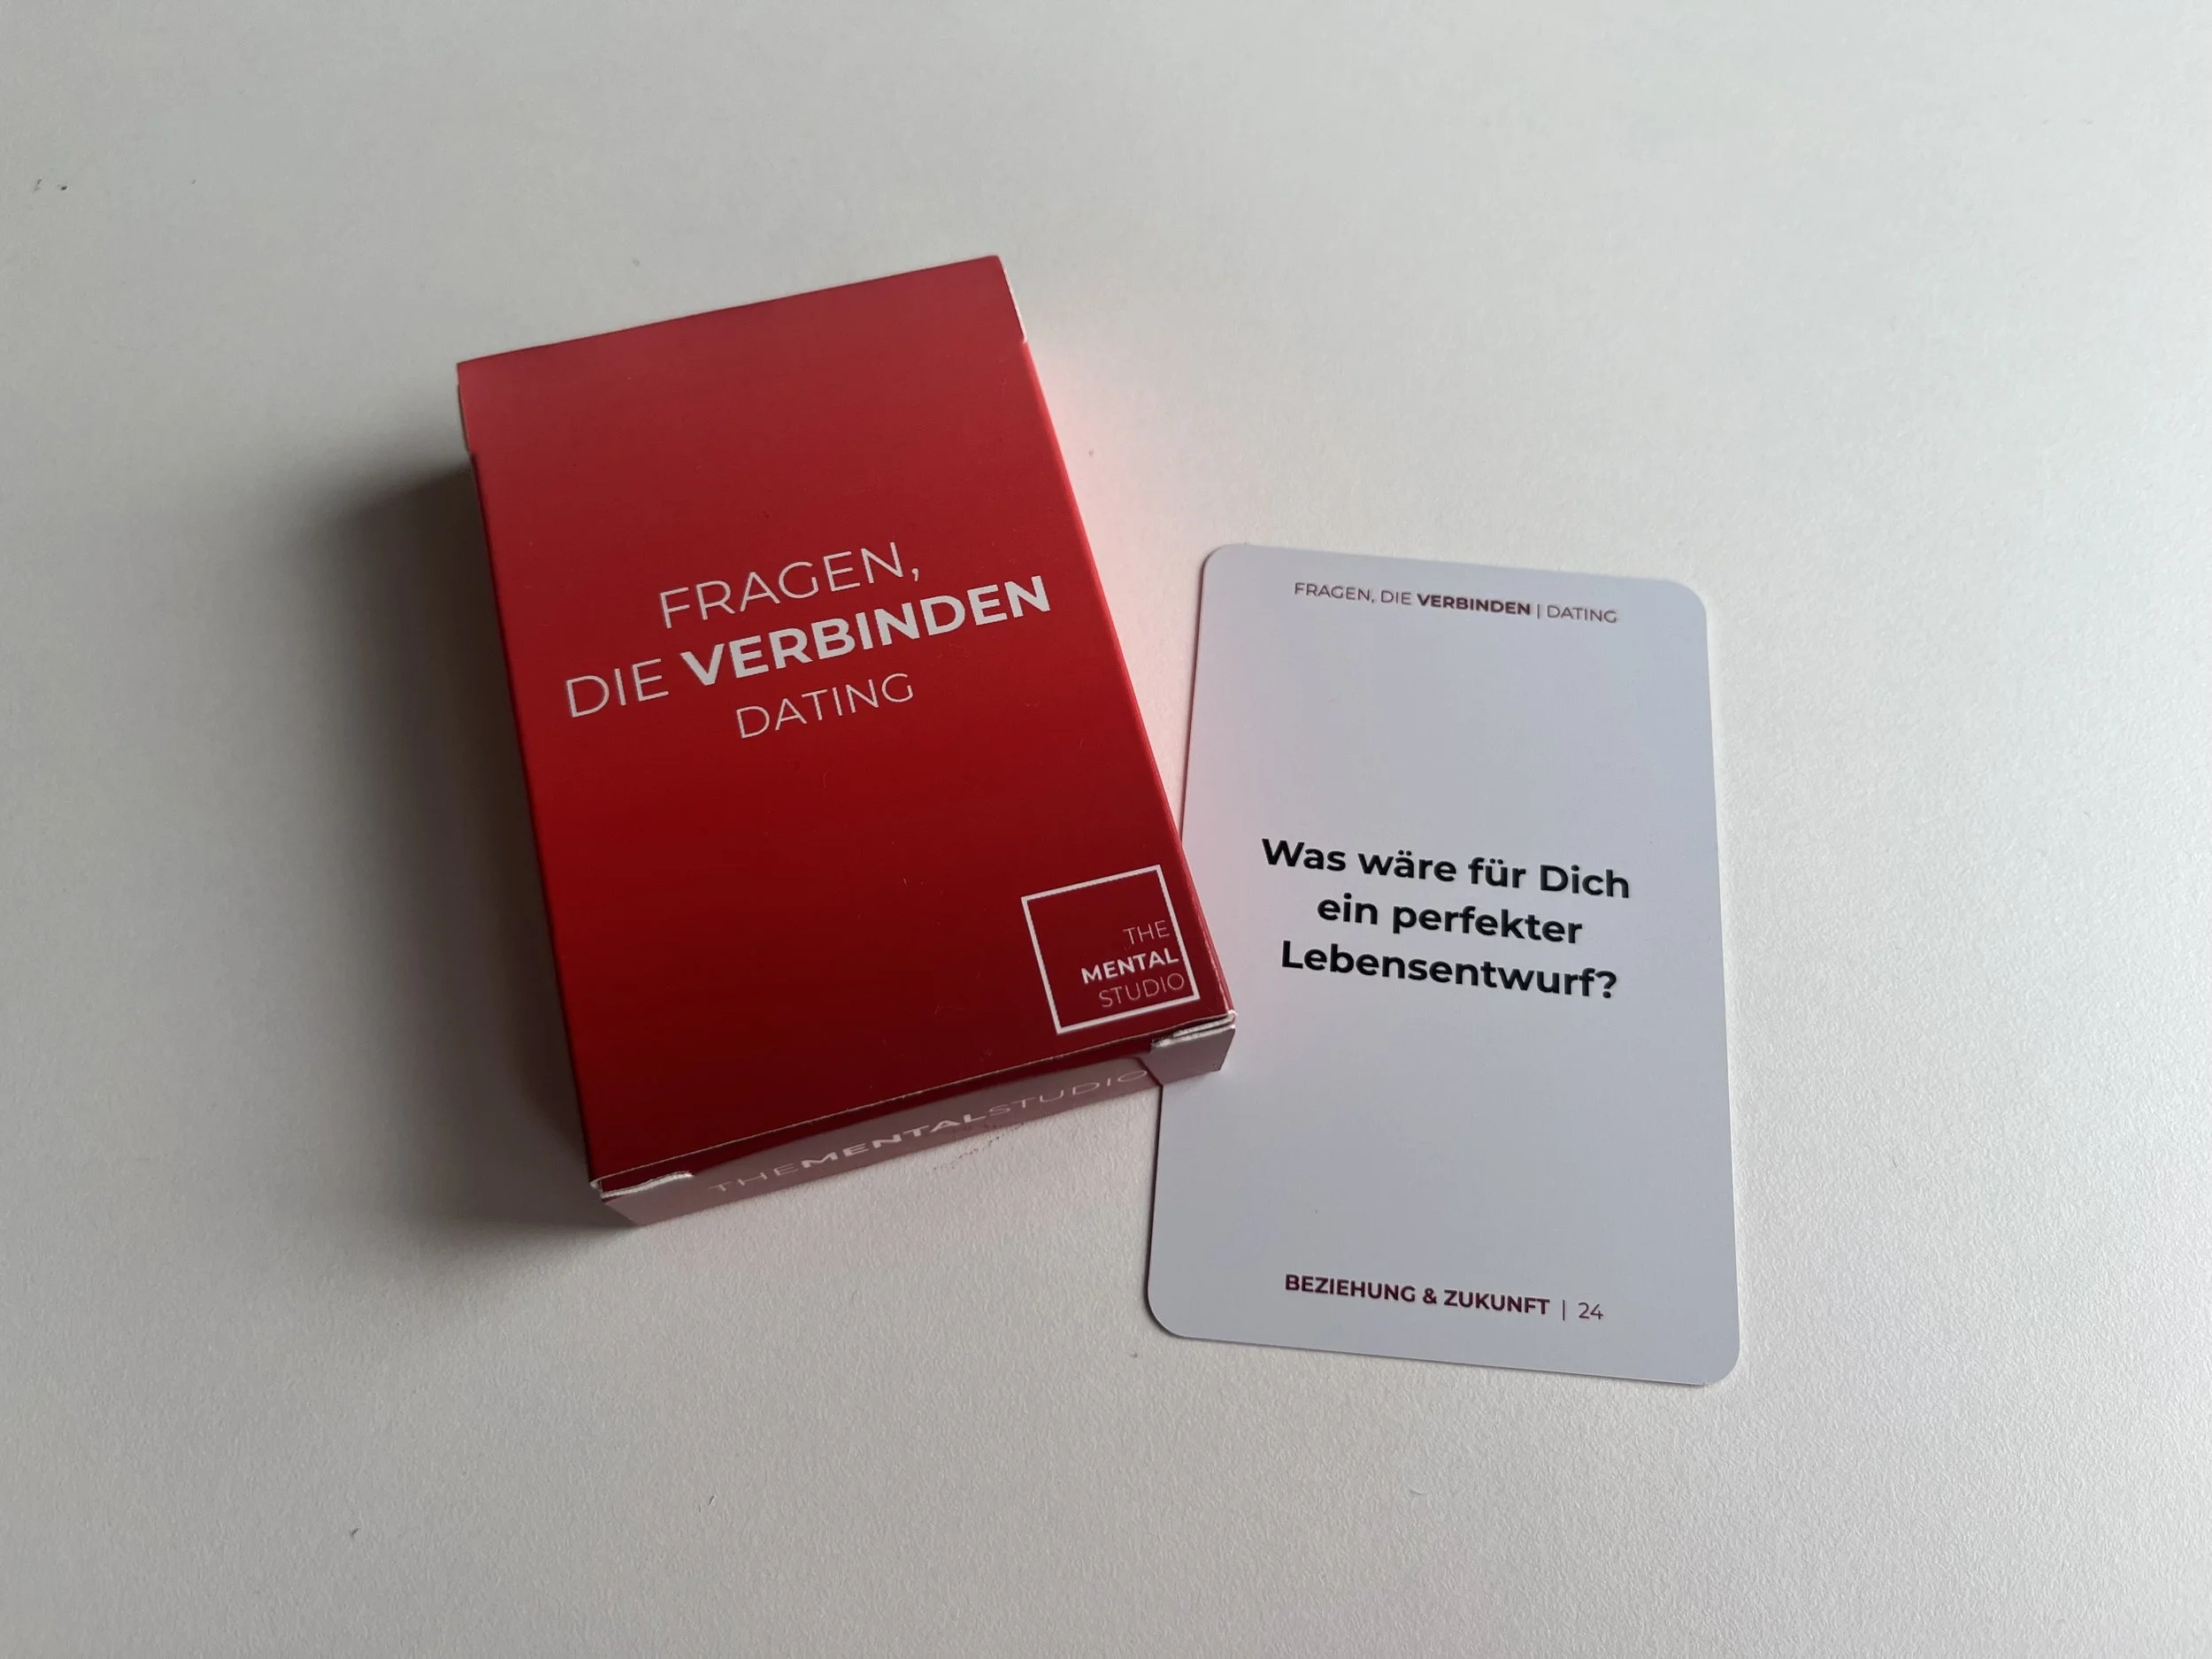 FRAGEN,
DIE VERBINDEN
DATING
THE
MENTAL
STUDIO
THEMENTALSTUDIO
FRAGEN, DIE VERBINDEN | DATING
Was wäre für Dich
ein perfekter
Lebensentwurf?
BEZIEHUNG & ZUKUNFT | 24